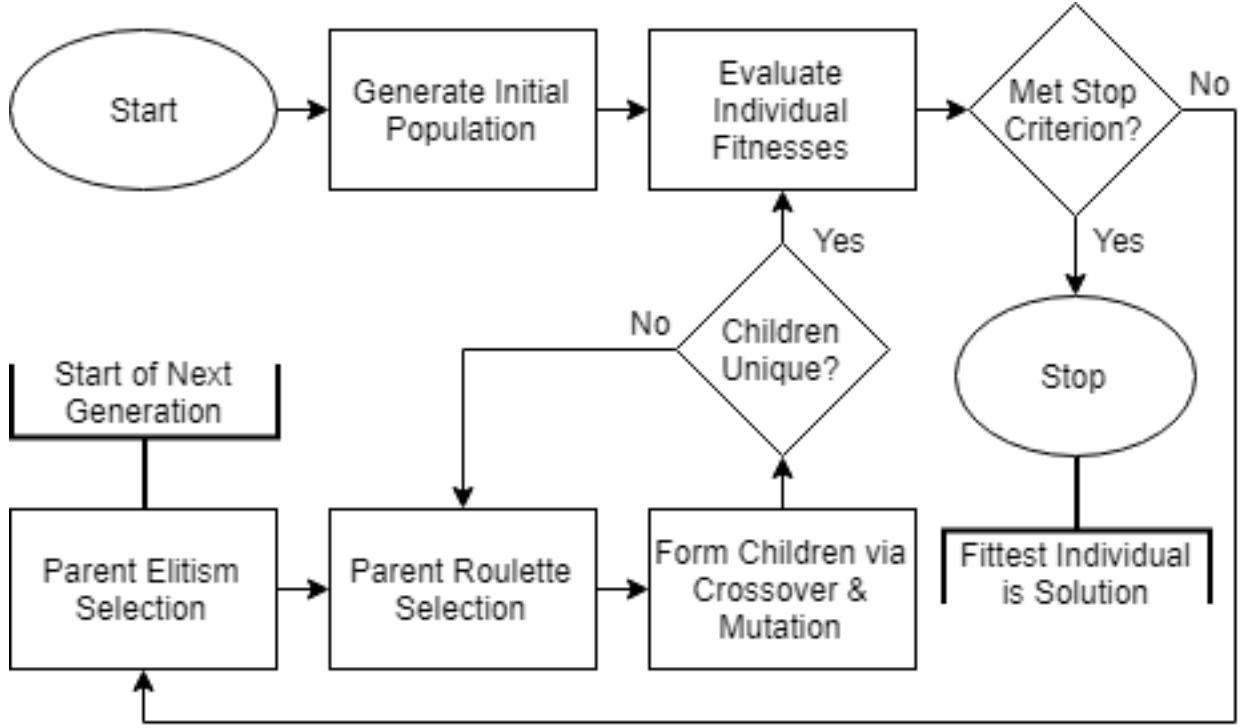 Start
Generate Initial
Population
Evaluate
Individual
Fitnesses
Met Stop
Criterion?
No
Yes
Yes
Stop
Fittest Individual
is Solution
Children
Unique?
No
Start of Next
Generation
Parent Elitism
Selection
Parent Roulette
Selection
Form Children via
Crossover &
Mutation